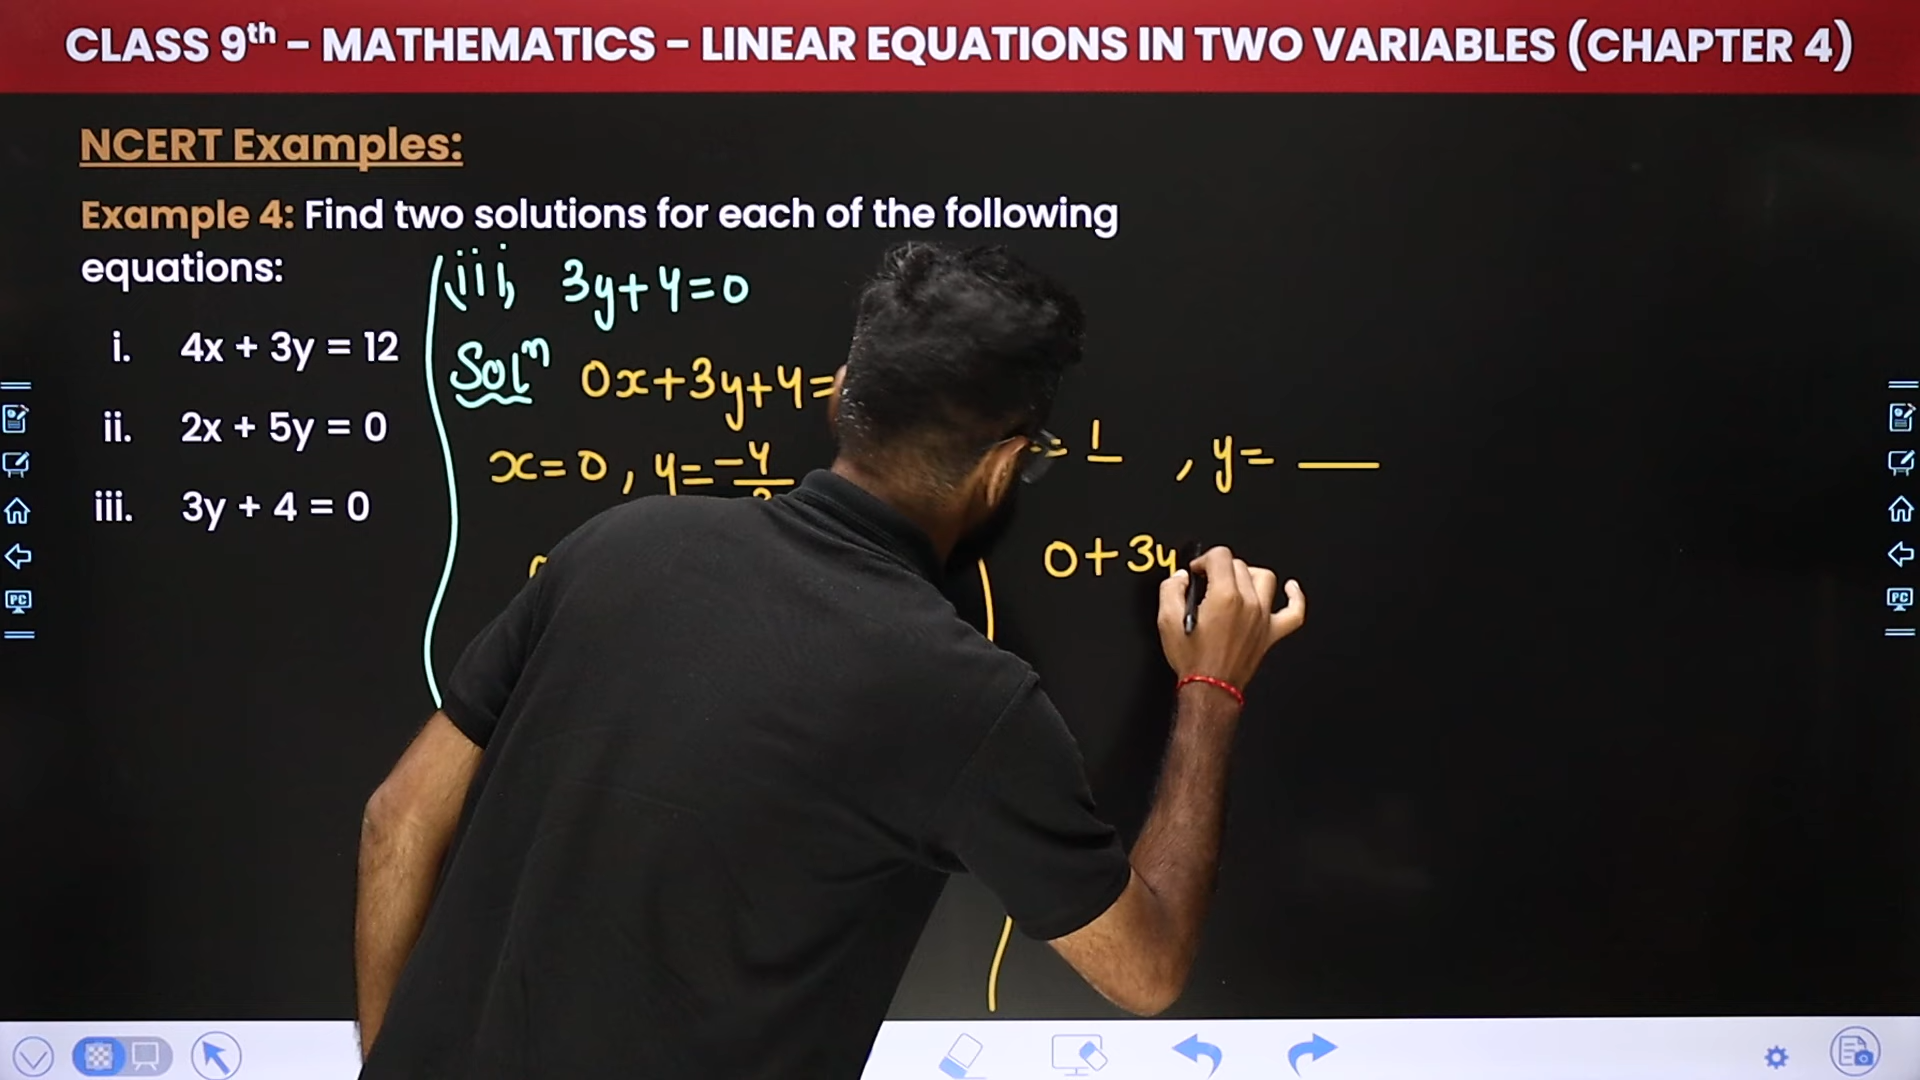 CLASS 9th – MATHEMATICS – LINEAR EQUATIONS IN TWO VARIABLES (CHAPTER 4)
NCERT Examples:
Example 4: Find two solutions for each of the following
equations:
i. 4x + 3y = 12
ii. 2x + 5y = 0
iii. 3y + 4 = 0
iii, 3y+4=0
Solⁿ 0x+3y+4=
x=0, y=-4
= 1 , y=
0+3y
PC
PC